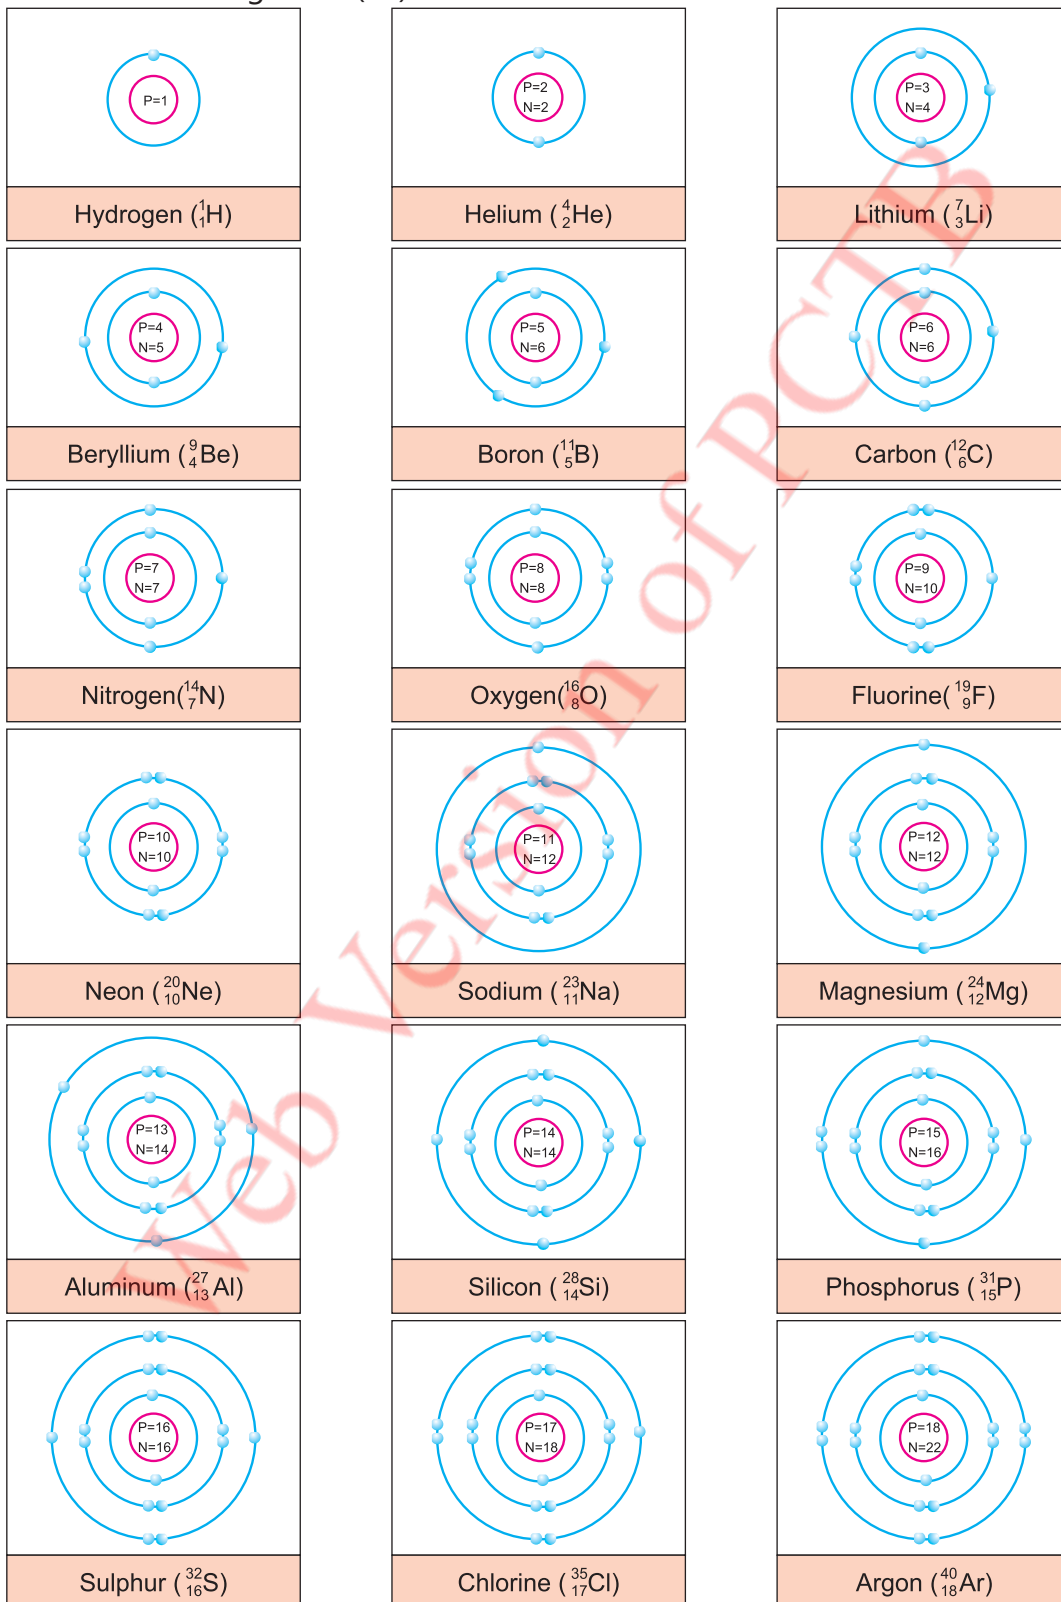 P=1
P=2
N=2
P=3
N=4
Hydrogen (¹₁H)
Helium (⁴₂He)
Lithium (⁷₃Li)
P=4
N=5
P=5
N=6
P=6
N=6
Beryllium (⁹₄Be)
Boron (¹¹₅B)
Carbon (¹²₆C)
P=7
N=7
P=8
N=8
P=9
N=10
Nitrogen(¹⁴₇N)
Oxygen(¹⁶₈O)
Fluorine(¹⁹₉F)
P=10
N=10
P=11
N=12
P=12
N=12
Neon (²⁰₁₀Ne)
Sodium (²³₁₁Na)
Magnesium (²⁴₁₂Mg)
P=13
N=14
P=14
N=14
P=15
N=16
Aluminum (²⁷₁₃Al)
Silicon (²⁸₁₄Si)
Phosphorus (³¹₁₅P)
P=16
N=16
P=17
N=18
P=18
N=22
Sulphur (³²₁₆S)
Chlorine (³⁵₁₇Cl)
Argon (⁴⁰₁₈Ar)
Web Version of PCTB